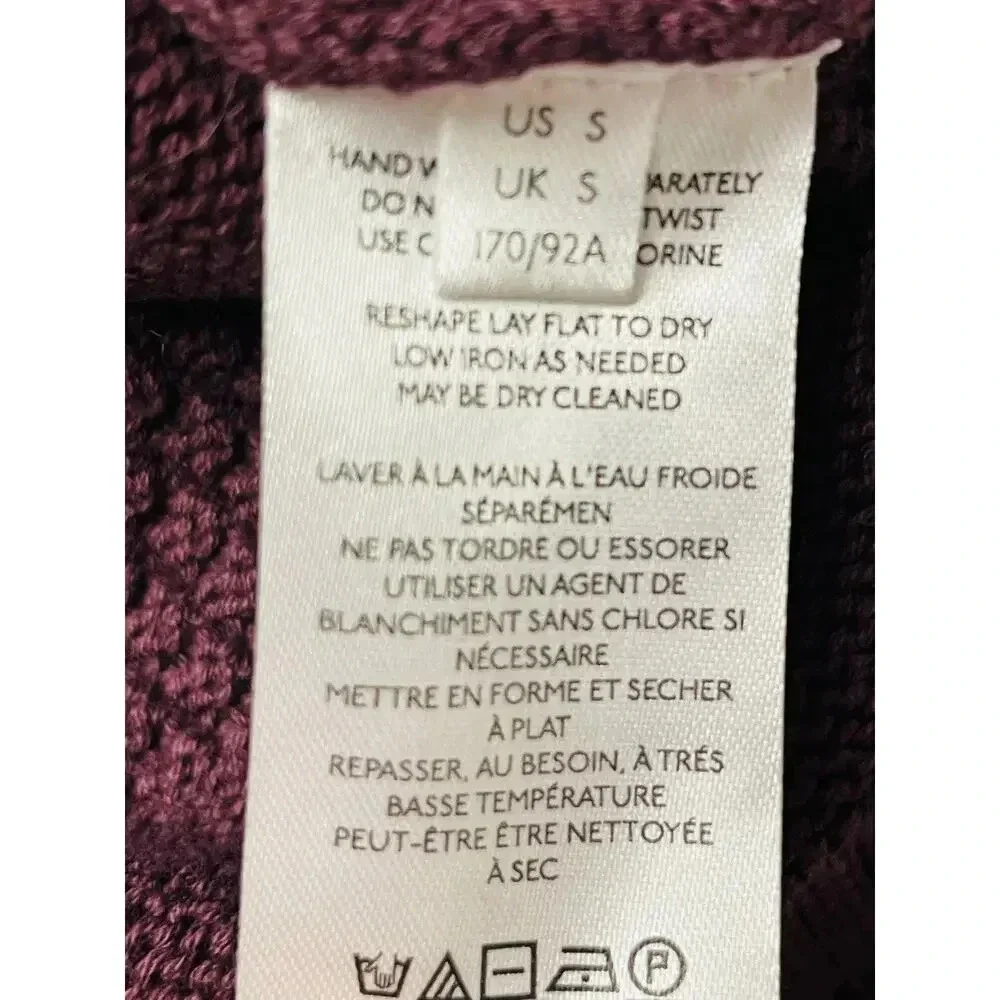 US S
UK S
170/92A
HAND W ARATELY
DO N TWIST
USE C ORINE
RESHAPE LAY FLAT TO DRY
LOW IRON AS NEEDED
MAY BE DRY CLEANED
LAVER À LA MAIN À L'EAU FROIDE
SÉPARÉMEN
NE PAS TORDRE OU ESSORER
UTILISER UN AGENT DE
BLANCHIMENT SANS CHLORE SI
NÉCESSAIRE
METTRE EN FORME ET SECHER
À PLAT
REPASSER, AU BESOIN, À TRÉS
BASSE TEMPÉRATURE
PEUT-ÊTRE ÊTRE NETTOYÉE
À SEC
P